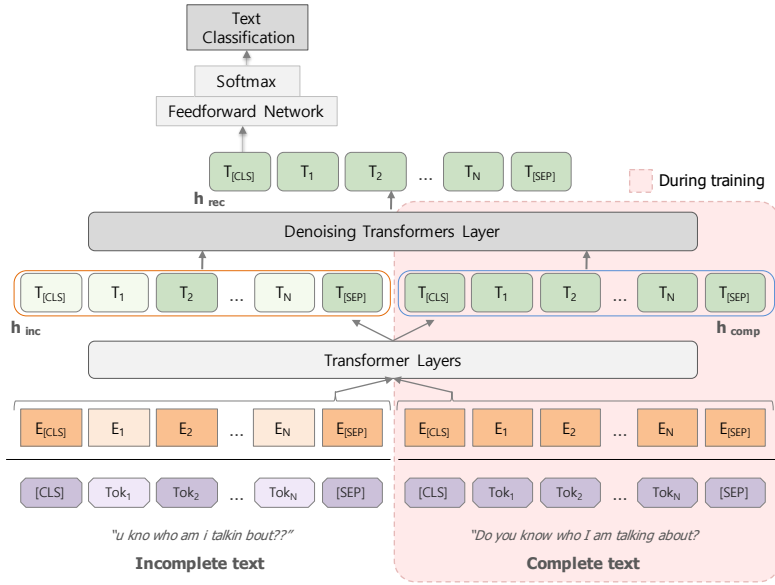 Text
Classification
Softmax
Feedforward Network
T[CLS] T1 T2 ... TN T[SEP]
h rec
During training
Denoising Transformers Layer
T[CLS] T1 T2 ... TN T[SEP] T[CLS] T1 T2 ... TN T[SEP]
h inc h comp
Transformer Layers
E[CLS] E1 E2 ... EN E[SEP] E[CLS] E1 E2 ... EN E[SEP]
[CLS] Tok1 Tok2 ... TokN [SEP] [CLS] Tok1 Tok2 ... TokN [SEP]
“u kno who am i talkin bout??” “Do you know who I am talking about?
Incomplete text Complete text